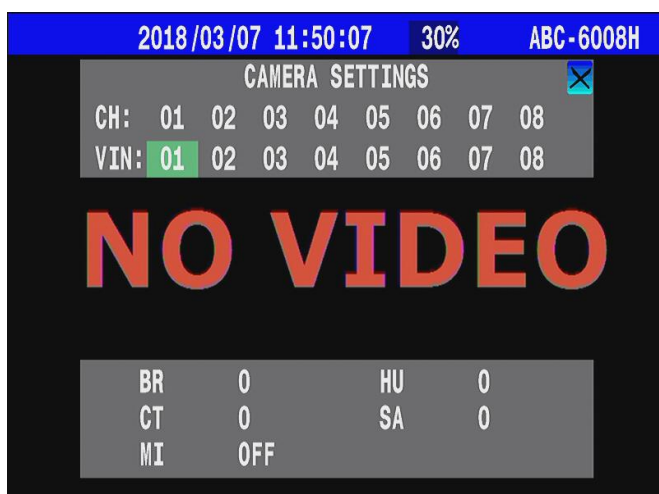 2018/03/07 11:50:07 30% ABC-6008H
CAMERA SETTINGS
CH: 01 02 03 04 05 06 07 08
VIN: 01 02 03 04 05 06 07 08
NO VIDEO
BR 0 HU 0
CT 0 SA 0
MI OFF